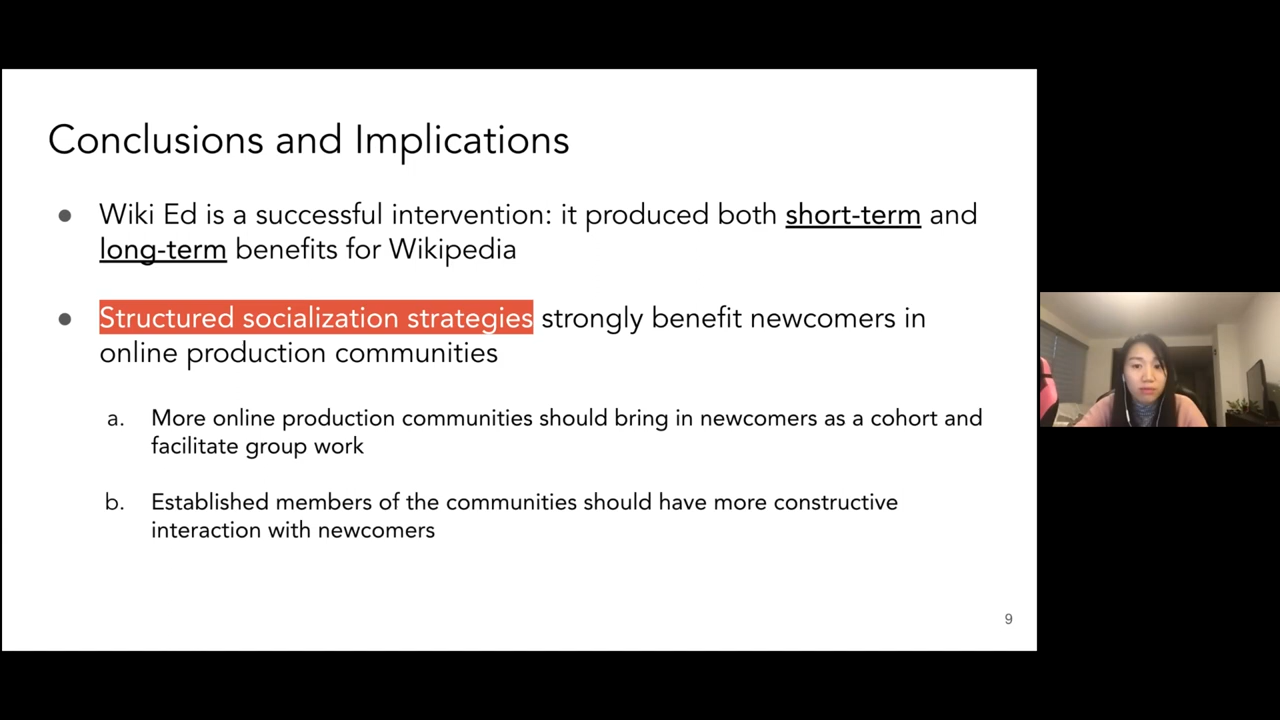 Conclusions and Implications
● Wiki Ed is a successful intervention: it produced both short-term and
long-term benefits for Wikipedia
● Structured socialization strategies strongly benefit newcomers in
online production communities
a. More online production communities should bring in newcomers as a cohort and
facilitate group work
b. Established members of the communities should have more constructive
interaction with newcomers
9